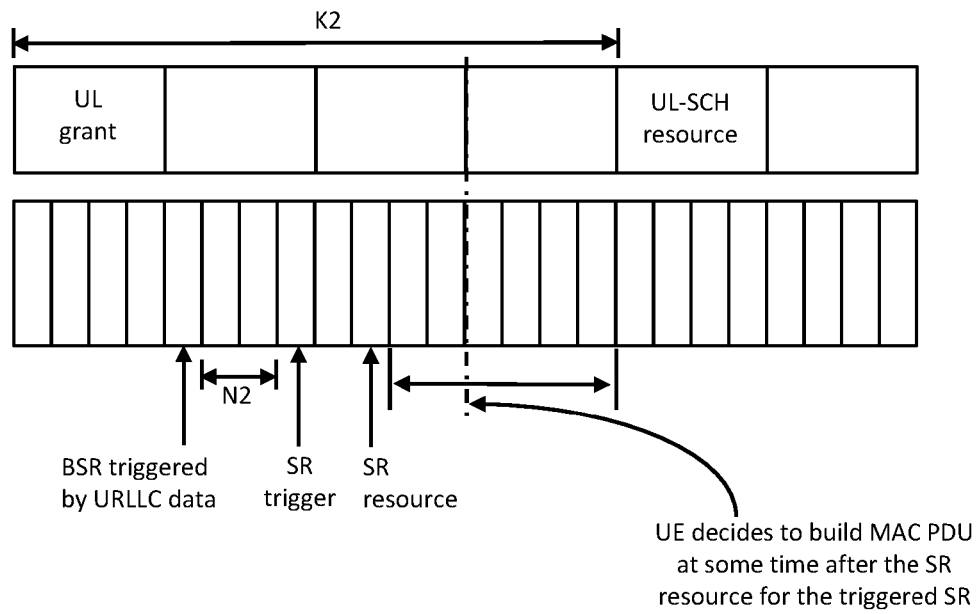 K2
UL
grant
UL-SCH
resource
N2
BSR triggered
by URLLC data
SR
trigger
SR
resource
UE decides to build MAC PDU
at some time after the SR
resource for the triggered SR